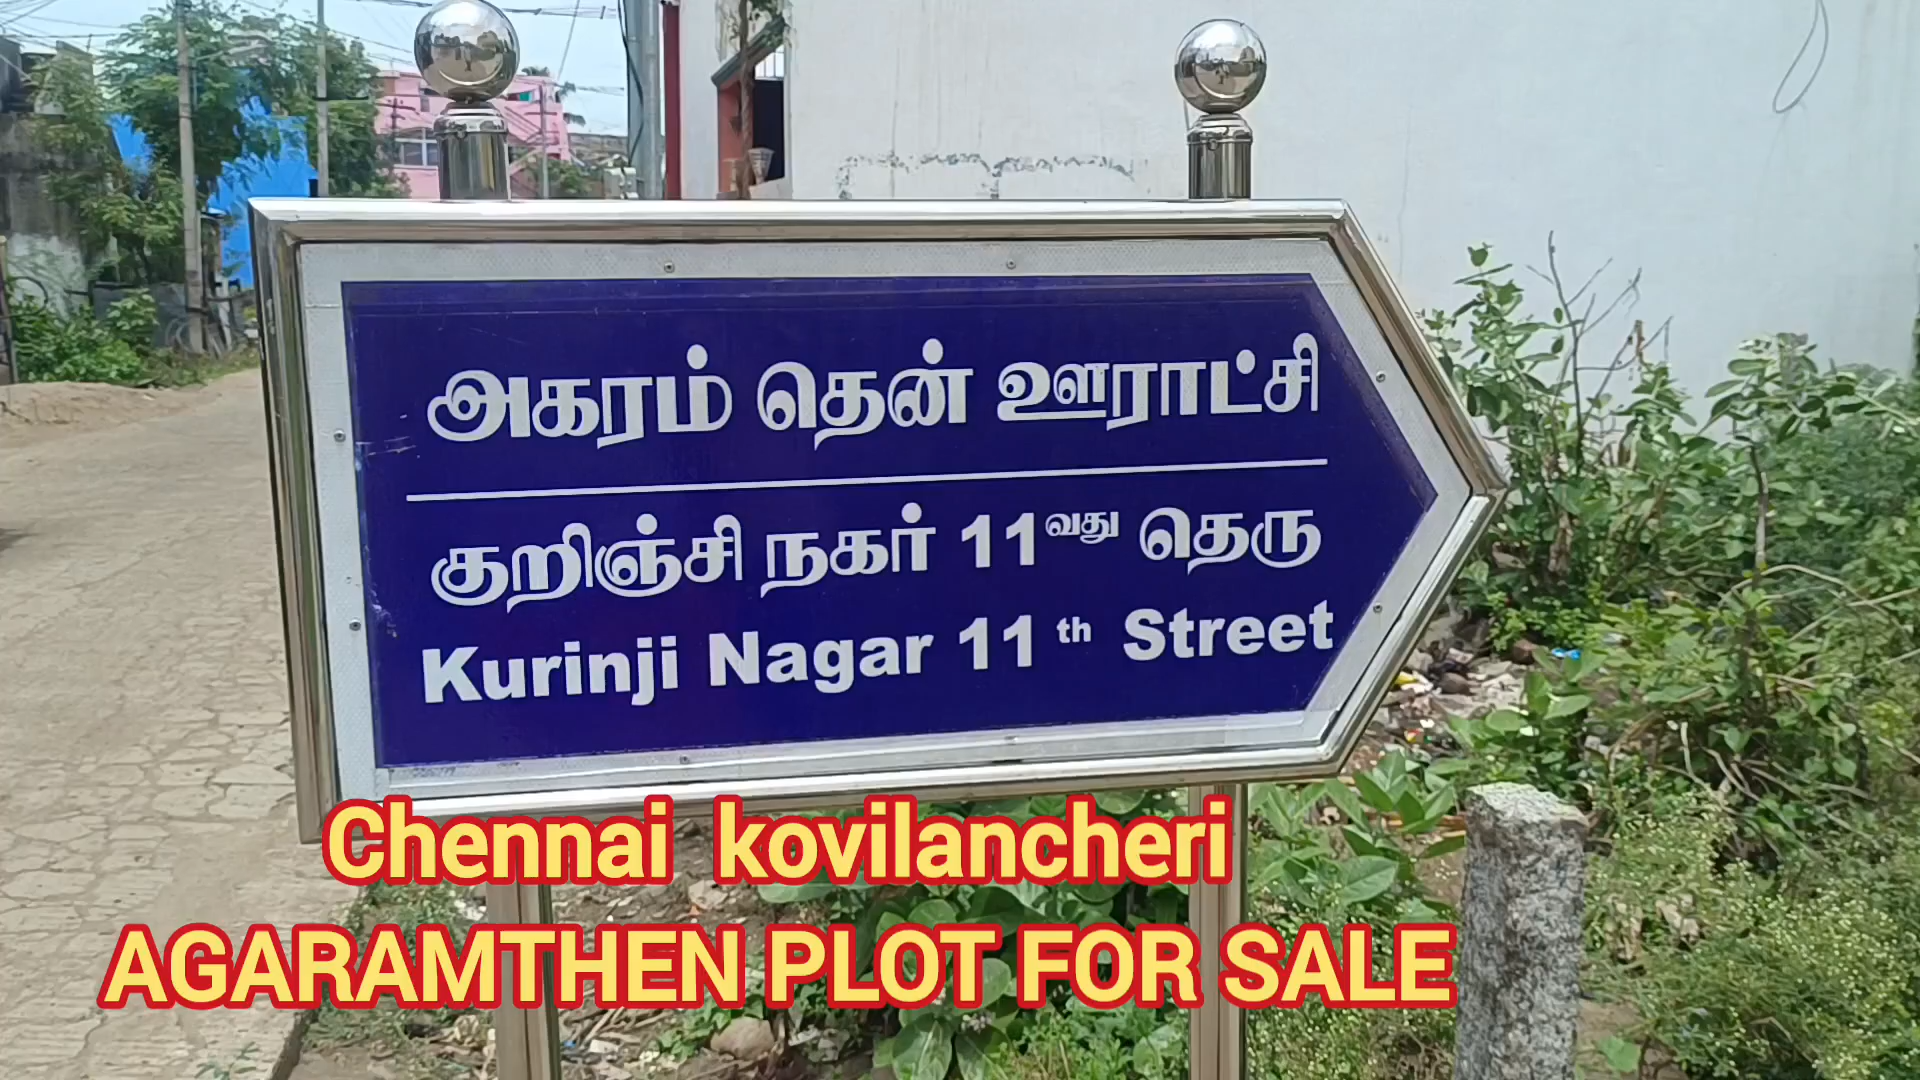 அகரம் தென் ஊராட்சி
குறிஞ்சி நகர் 11வது தெரு
Kurinji Nagar 11 th Street
Chennai kovilancheri
AGARAMTHEN PLOT FOR SALE